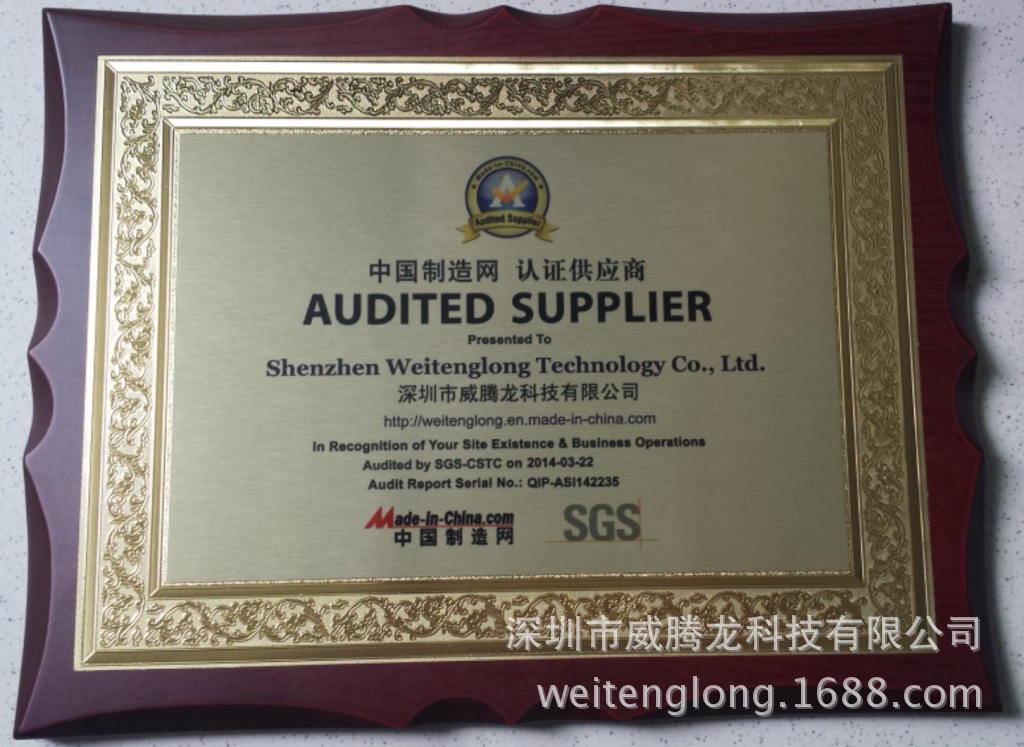 Made-in-China.com
Audited Supplier
中国制造网 认证供应商
AUDITED SUPPLIER
Presented To
Shenzhen Weitenglong Technology Co., Ltd.
深圳市威腾龙科技有限公司
http://weitenglong.en.made-in-china.com
In Recognition of Your Site Existence & Business Operations
Audited by SGS-CSTC on 2014-03-22
Audit Report Serial No.: QIP-ASI142235
Made-in-China.com
中国制造网
SGS
深圳市威腾龙科技有限公司
weitenglong.1688.com